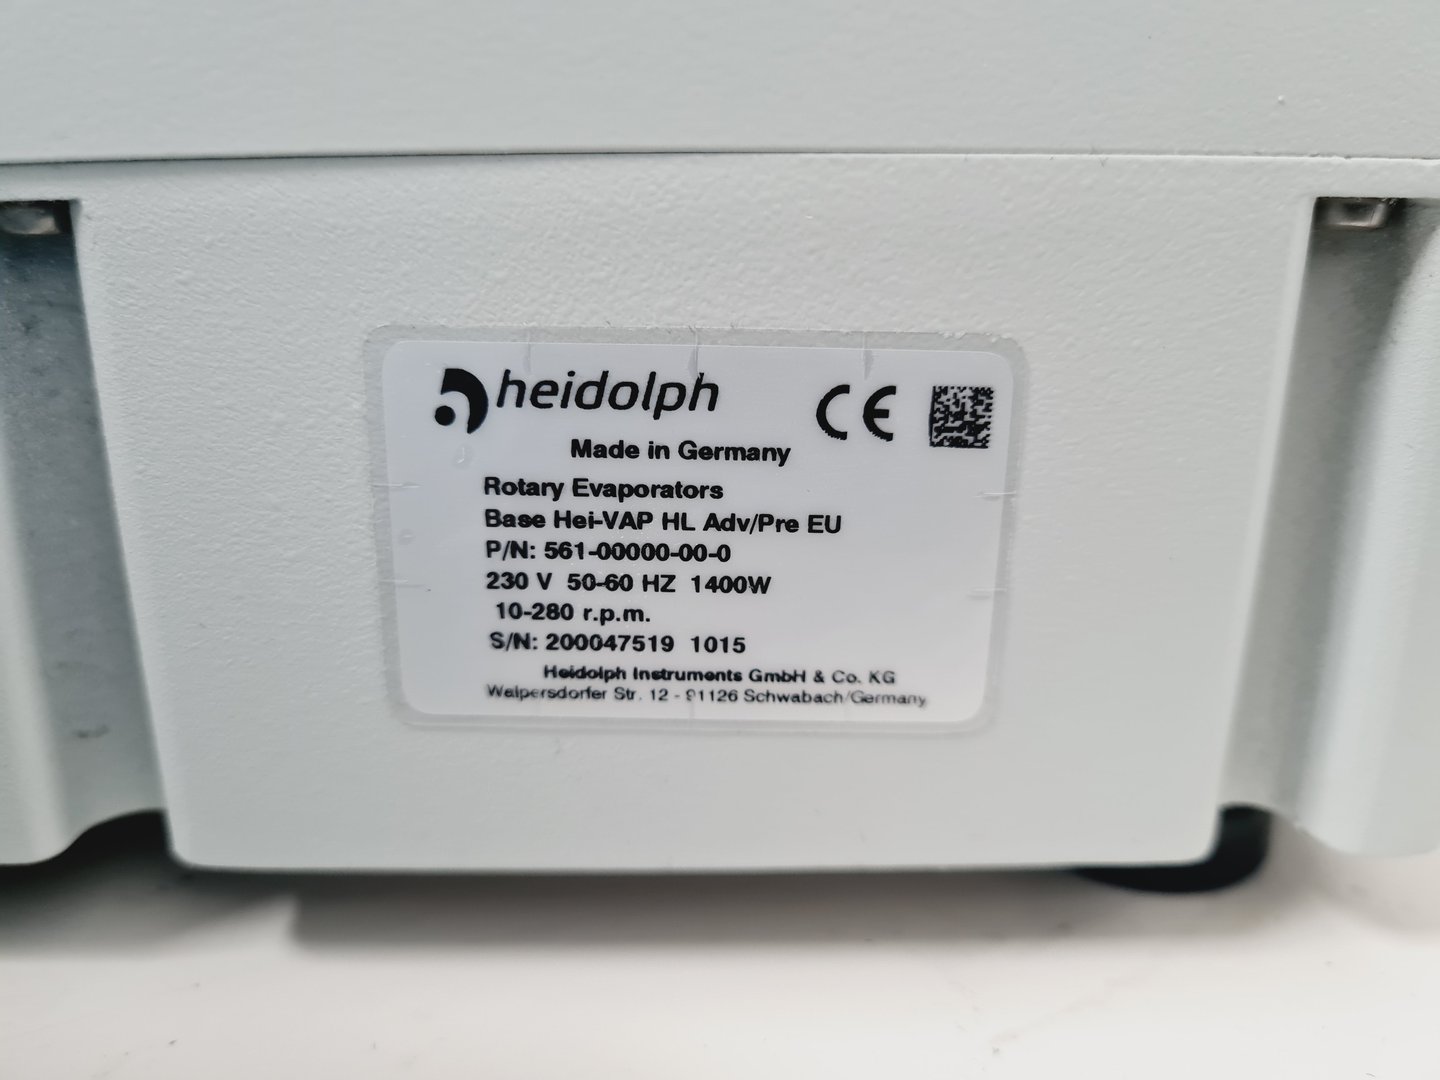 heidolph CE
Made in Germany
Rotary Evaporators
Base Hei-VAP HL Adv/Pre EU
P/N: 561-00000-00-0
230 V 50-60 HZ 1400W
10-280 r.p.m.
S/N: 200047519 1015
Heidolph Instruments GmbH & Co. KG
Walpersdorfer Str. 12 - 91126 Schwabach/Germany